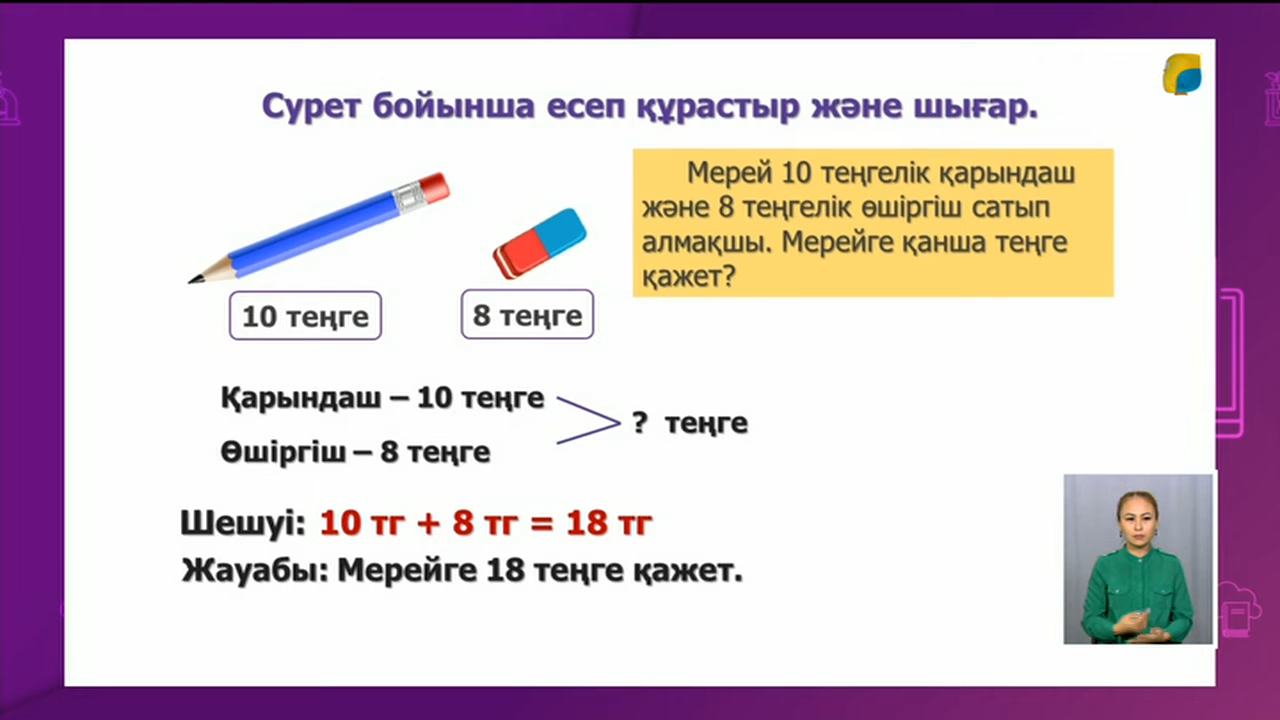 Сурет бойынша есеп құрастыр және шығар.
Мерей 10 теңгелік қарындаш
және 8 теңгелік өшіргіш сатып
алмақшы. Мерейге қанша теңге
қажет?
10 теңге
8 теңге
Қарындаш – 10 теңге
Өшіргіш – 8 теңге
? теңге
Шешуі: 10 тг + 8 тг = 18 тг
Жауабы: Мерейге 18 теңге қажет.